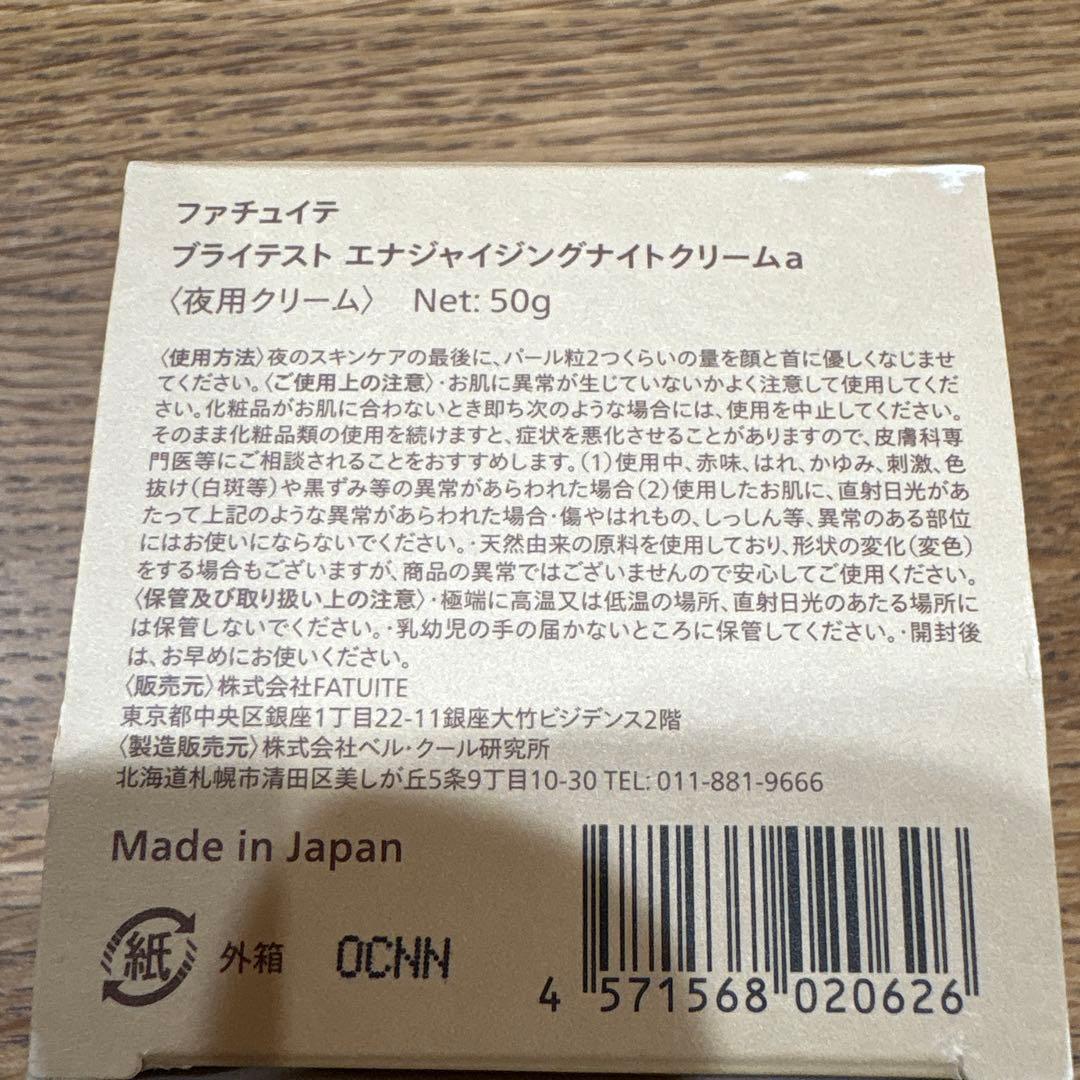 ファチュイテ
ブライテスト エナジャイジングナイトクリームa
〈夜用クリーム〉 Net: 50g
〈使用方法〉夜のスキンケアの最後に、パール粒2つくらいの量を顔と首に優しくなじませ
てください。〈ご使用上の注意〉・お肌に異常が生じていないかよく注意して使用してくだ
さい。化粧品がお肌に合わないとき即ち次のような場合には、使用を中止してください。
そのまま化粧品類の使用を続けますと、症状を悪化させることがありますので、皮膚科専
門医等にご相談されることをおすすめします。(1)使用中、赤味、はれ、かゆみ、刺激、色
抜け(白斑等)や黒ずみ等の異常があらわれた場合(2)使用したお肌に、直射日光があ
たって上記のような異常があらわれた場合・傷やはれもの、しっしん等、異常のある部位
にはお使いにならないでください。・天然由来の原料を使用しており、形状の変化(変色)
をする場合もございますが、商品の異常ではございませんので安心してご使用ください。
〈保管及び取り扱い上の注意〉・極端に高温又は低温の場所、直射日光のあたる場所に
は保管しないでください。・乳幼児の手の届かないところに保管してください。・開封後
は、お早めにお使いください。
〈販売元〉株式会社FATUITE
東京都中央区銀座1丁目22-11銀座大竹ビジデンス2階
〈製造販売元〉株式会社ベル・クール研究所
北海道札幌市清田区美しが丘5条9丁目10-30 TEL: 011-881-9666
Made in Japan
紙 外箱 OCNN
4 571568 020626